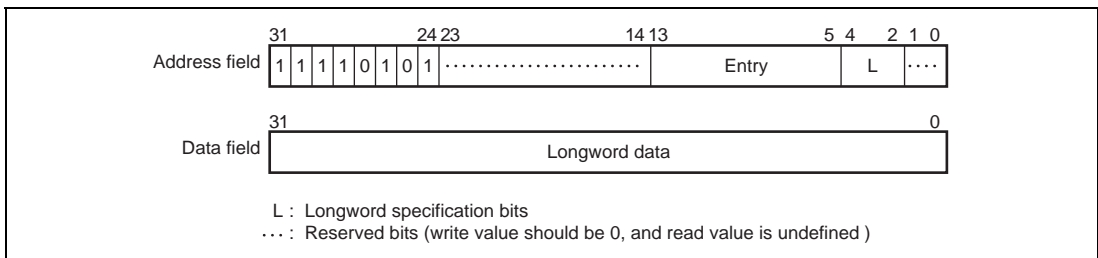 31 24 23 14 13 5 4 2 1 0
Address field 1 1 1 1 0 1 0 1 ........................ Entry L ....
31 0
Data field Longword data
L : Longword specification bits
... : Reserved bits (write value should be 0, and read value is undefined )